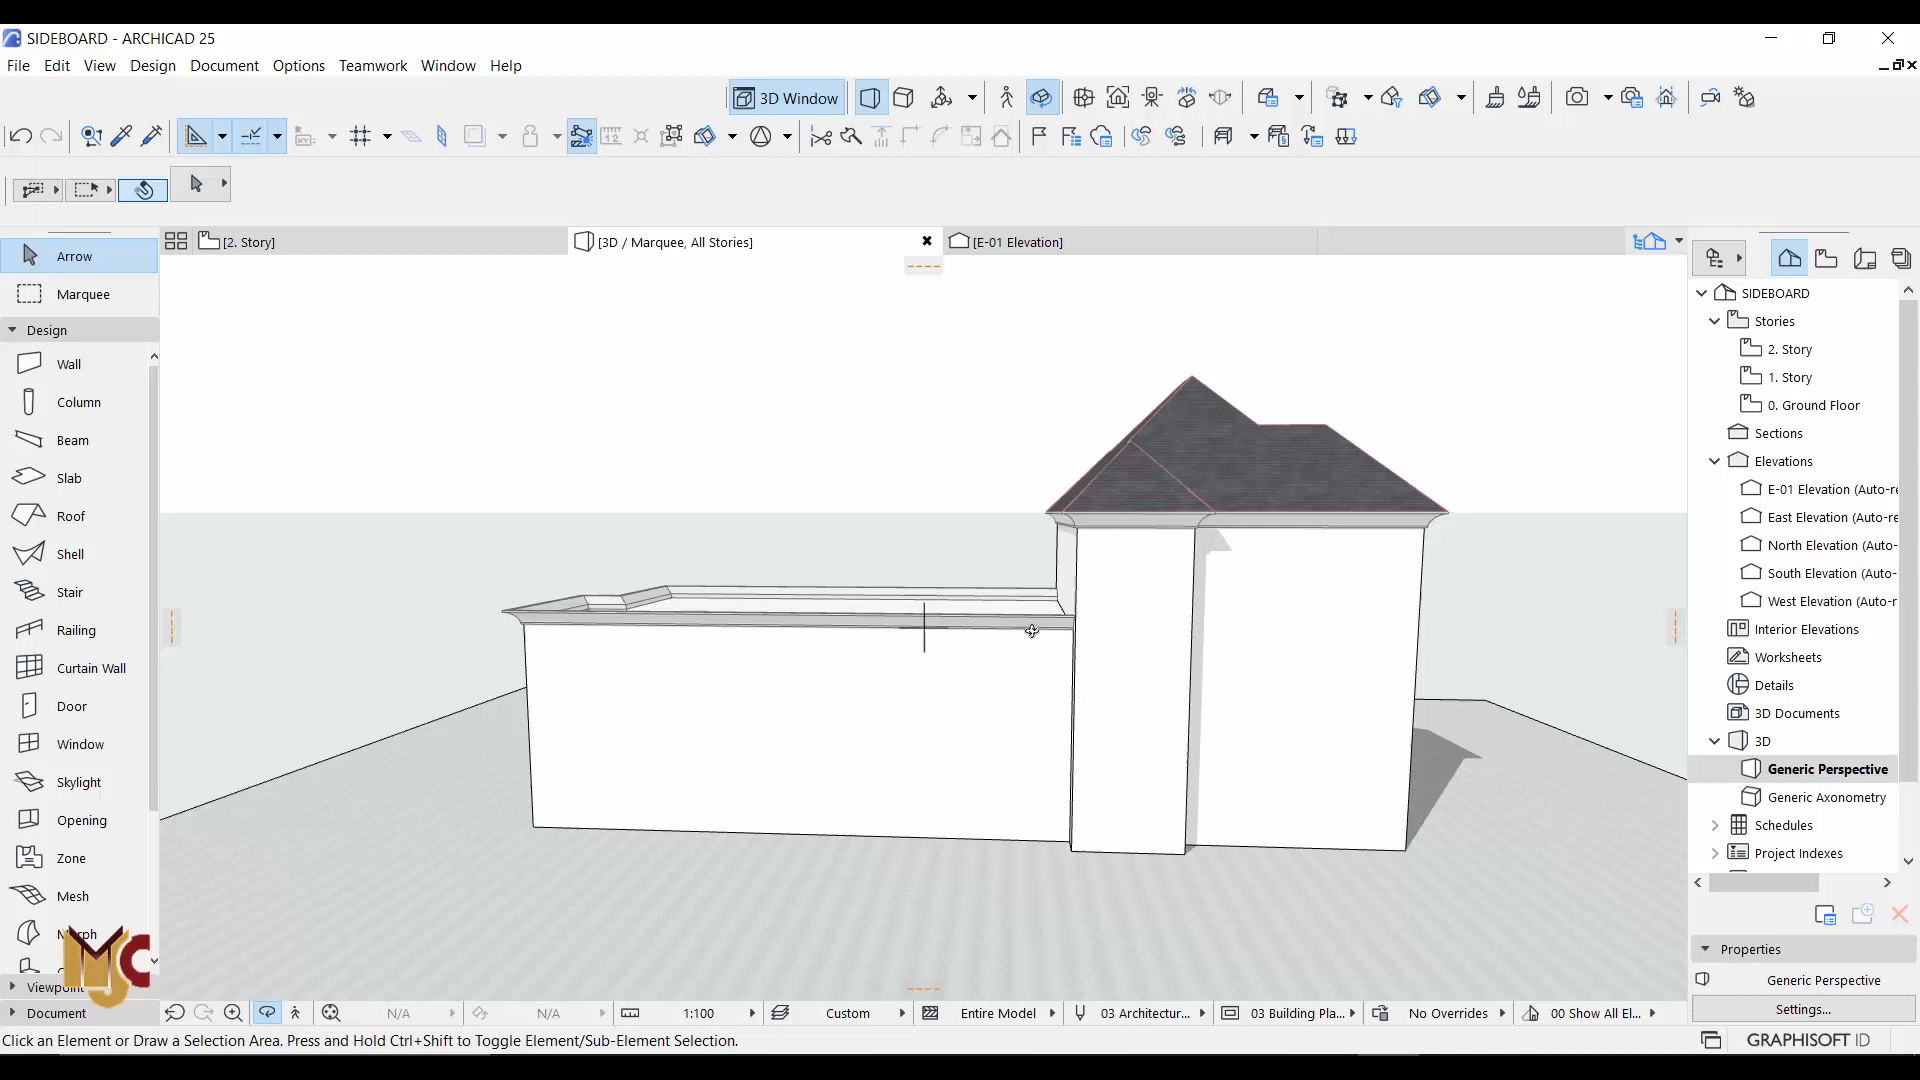 SIDEBOARD - ARCHICAD 25
File Edit View Design Document Options Teamwork Window Help
3D Window
[2. Story]
[3D / Marquee, All Stories]
[E-01 Elevation]
Arrow
Marquee
Design
Wall
Column
Beam
Slab
Roof
Shell
Stair
Railing
Curtain Wall
Door
Window
Skylight
Opening
Zone
Mesh
Document
SIDEBOARD
Stories
2. Story
1. Story
0. Ground Floor
Sections
Elevations
E-01 Elevation (Auto-r
East Elevation (Auto-
North Elevation (Auto-
South Elevation (Auto-
West Elevation (Auto-r
Interior Elevations
Worksheets
Details
3D Documents
3D
Generic Perspective
Generic Axonometry
Schedules
Project Indexes
Properties
Generic Perspective
Settings...
N/A
N/A
1:100
Custom
Entire Model
03 Architectur...
03 Building Pla...
No Overrides
00 Show All El...
Click an Element or Draw a Selection Area. Press and Hold Ctrl+Shift to Toggle Element/Sub-Element Selection.
GRAPHISOFT ID
MJC